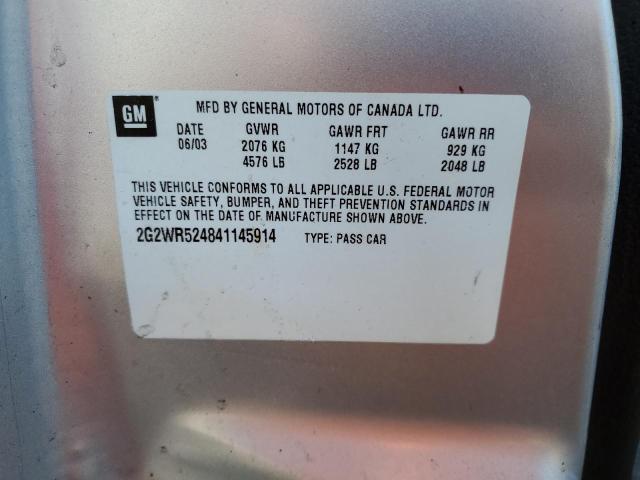 GM
MFD BY GENERAL MOTORS OF CANADA LTD.
DATE GVWR GAWR FRT GAWR RR
06/03 2076 KG 1147 KG 929 KG
4576 LB 2528 LB 2048 LB
THIS VEHICLE CONFORMS TO ALL APPLICABLE U.S. FEDERAL MOTOR
VEHICLE SAFETY, BUMPER, AND THEFT PREVENTION STANDARDS IN
EFFECT ON THE DATE OF MANUFACTURE SHOWN ABOVE.
2G2WR524841145914 TYPE: PASS CAR